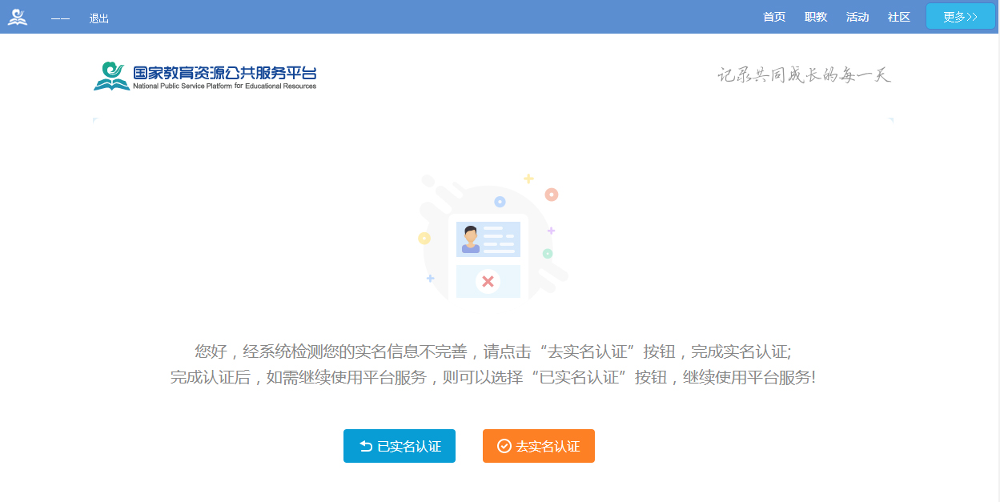 —— 退出 首页 职教 活动 社区 更多>>
国家教育资源公共服务平台
National Public Service Platform for Educational Resources
记录共同成长的每一天
您好，经系统检测您的实名信息不完善，请点击“去实名认证”按钮，完成实名认证;
完成认证后，如需继续使用平台服务，则可以选择“已实名认证”按钮，继续使用平台服务!
已实名认证 去实名认证